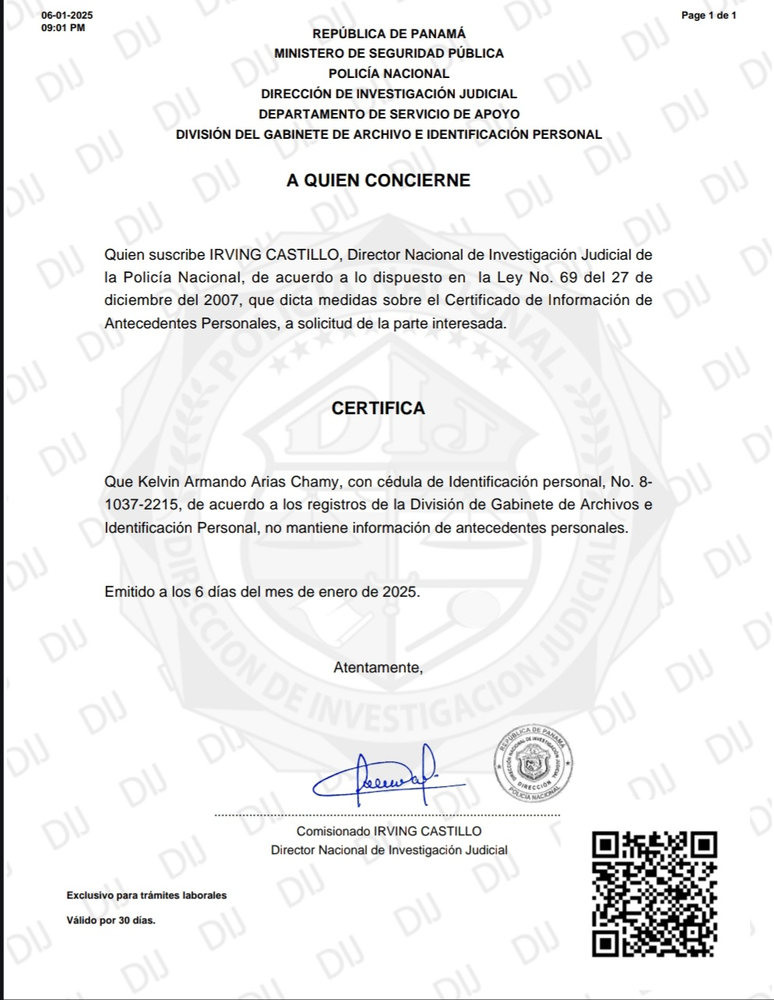 06-01-2025
Page 1 de 1
09:01 PM
REPÚBLICA DE PANAMÁ
MINISTERO DE SEGURIDAD PÚBLICA
POLICÍA NACIONAL
DIRECCIÓN DE INVESTIGACIÓN JUDICIAL
DEPARTAMENTO DE SERVICIO DE APOYO
DIVISIÓN DEL GABINETE DE ARCHIVO E IDENTIFICACIÓN PERSONAL
A QUIEN CONCIERNE
Quien suscribe IRVING CASTILLO, Director Nacional de Investigación Judicial de
la Policía Nacional, de acuerdo a lo dispuesto en la Ley No. 69 del 27 de
diciembre del 2007, que dicta medidas sobre el Certificado de Información de
Antecedentes Personales, a solicitud de la parte interesada.
CERTIFICA
Que Kelvin Armando Arias Chamy, con cédula de Identificación personal, No. 8-
1037-2215, de acuerdo a los registros de la División de Gabinete de Archivos e
Identificación Personal, no mantiene información de antecedentes personales.
Emitido a los 6 días del mes de enero de 2025.
Atentamente,
POLICIA NACIONAL
DIJ
DIRECCION DE INVESTIGACION JUDICIAL
REPÚBLICA DE PANAMÁ
DIRECCIÓN NACIONAL DE INVESTIGACIÓN JUDICIAL
DIRECCIÓN
POLICÍA NACIONAL
Comisionado IRVING CASTILLO
Director Nacional de Investigación Judicial
Exclusivo para trámites laborales
Válido por 30 días.